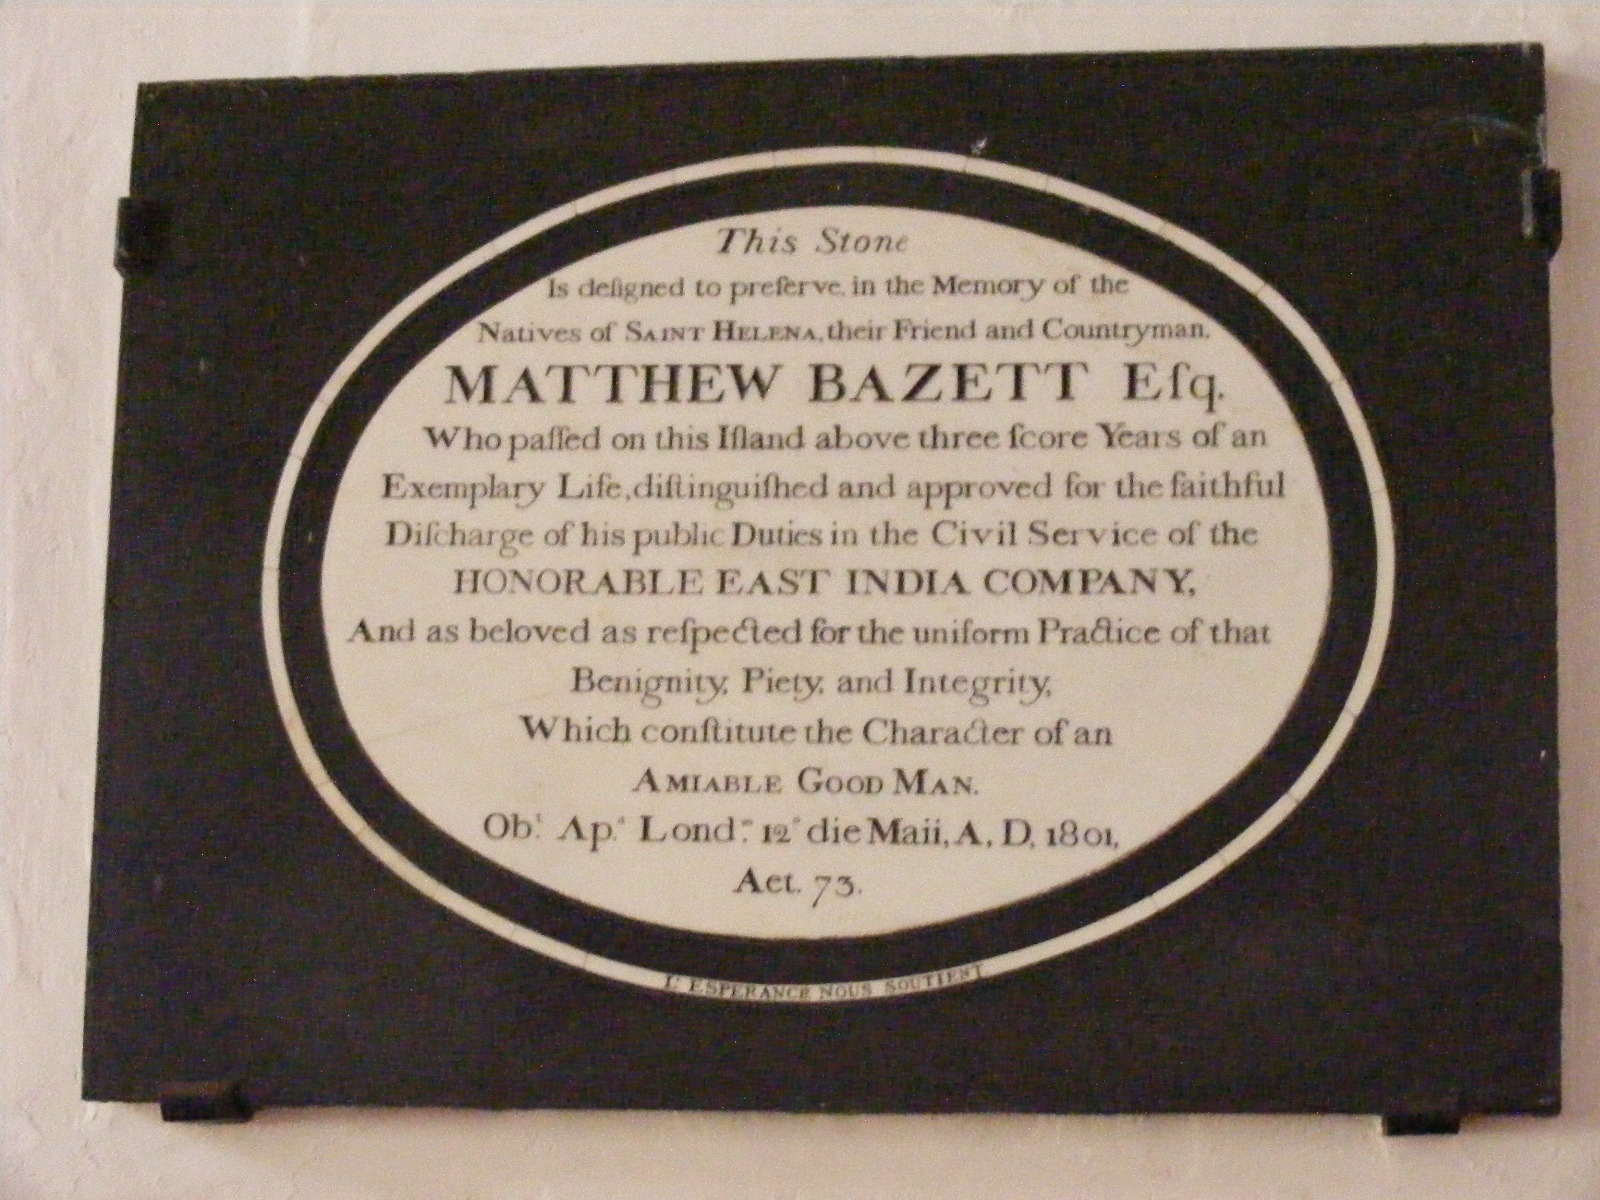 This Stone
Is deſigned to preſerve, in the Memory of the
Natives of SAINT HELENA, their Friend and Countryman,
MATTHEW BAZETT Eſq.
Who paſſed on this Iſland above three ſcore Years of an
Exemplary Life, diſtinguiſhed and approved for the faithful
Diſcharge of his public Duties in the Civil Service of the
HONORABLE EAST INDIA COMPANY,
And as beloved as reſpected for the uniform Practice of that
Benignity, Piety, and Integrity,
Which conſtitute the Character of an
AMIABLE GOOD MAN.
Obᵗ. Ap.ᵈ Lond.ᵐ 12° die Maii, A, D, 1801,
Aet. 73.
L'ESPERANCE NOUS SOUTIENT